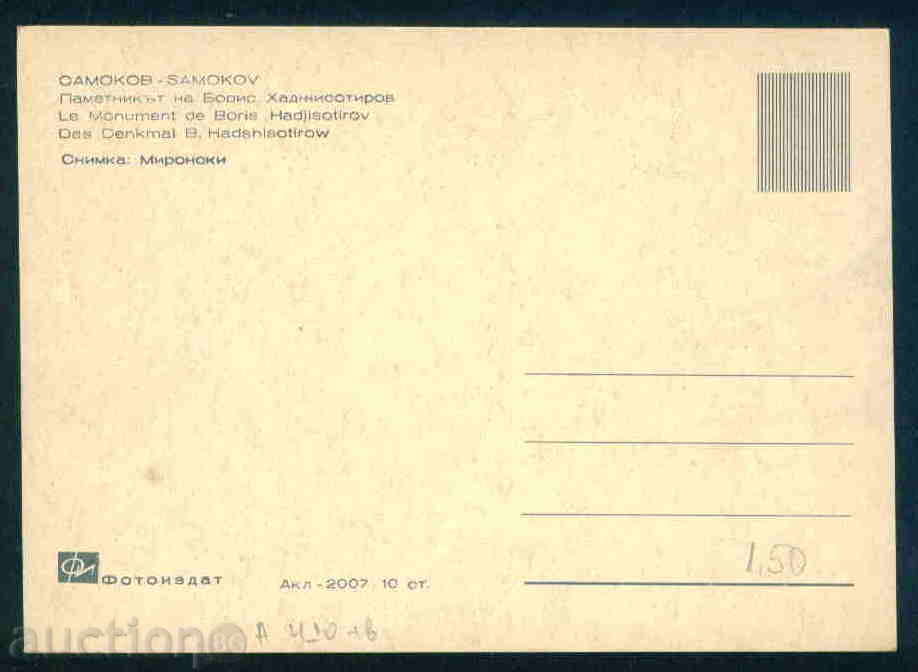 САМОКОВ - SAMOKOV
Паметникът на Борис Хаджисотиров
Le Monument de Boris Hadjisotirov
Das Denkmal B. Hadshisotirow
Снимка: Мироноки
1,50
Фотоиздат
Акл - 2007 10 ст.
auction